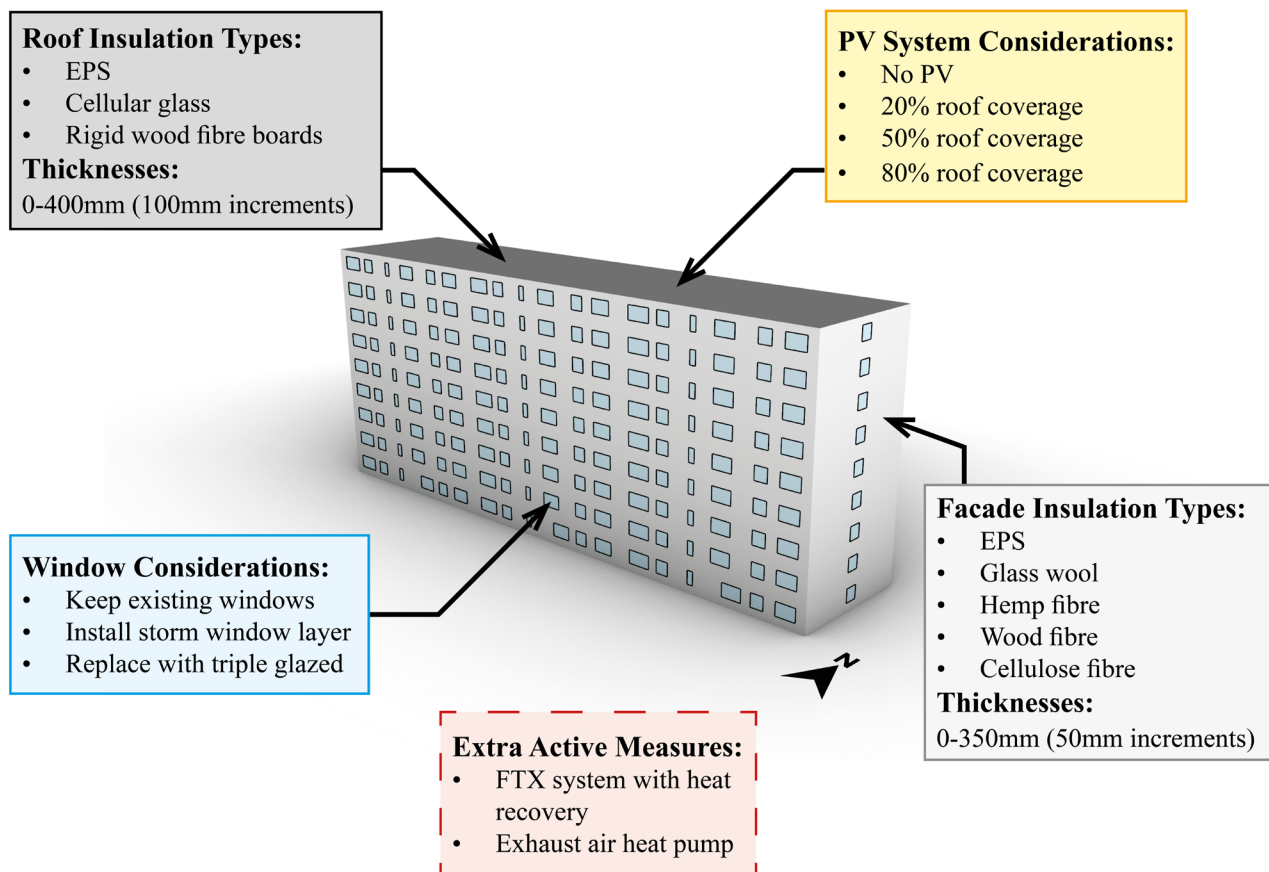 Roof Insulation Types:
• EPS
• Cellular glass
• Rigid wood fibre boards
Thicknesses:
0-400mm (100mm increments)
PV System Considerations:
• No PV
• 20% roof coverage
• 50% roof coverage
• 80% roof coverage
Window Considerations:
• Keep existing windows
• Install storm window layer
• Replace with triple glazed
Facade Insulation Types:
• EPS
• Glass wool
• Hemp fibre
• Wood fibre
• Cellulose fibre
Thicknesses:
0-350mm (50mm increments)
N
Extra Active Measures:
• FTX system with heat
recovery
• Exhaust air heat pump